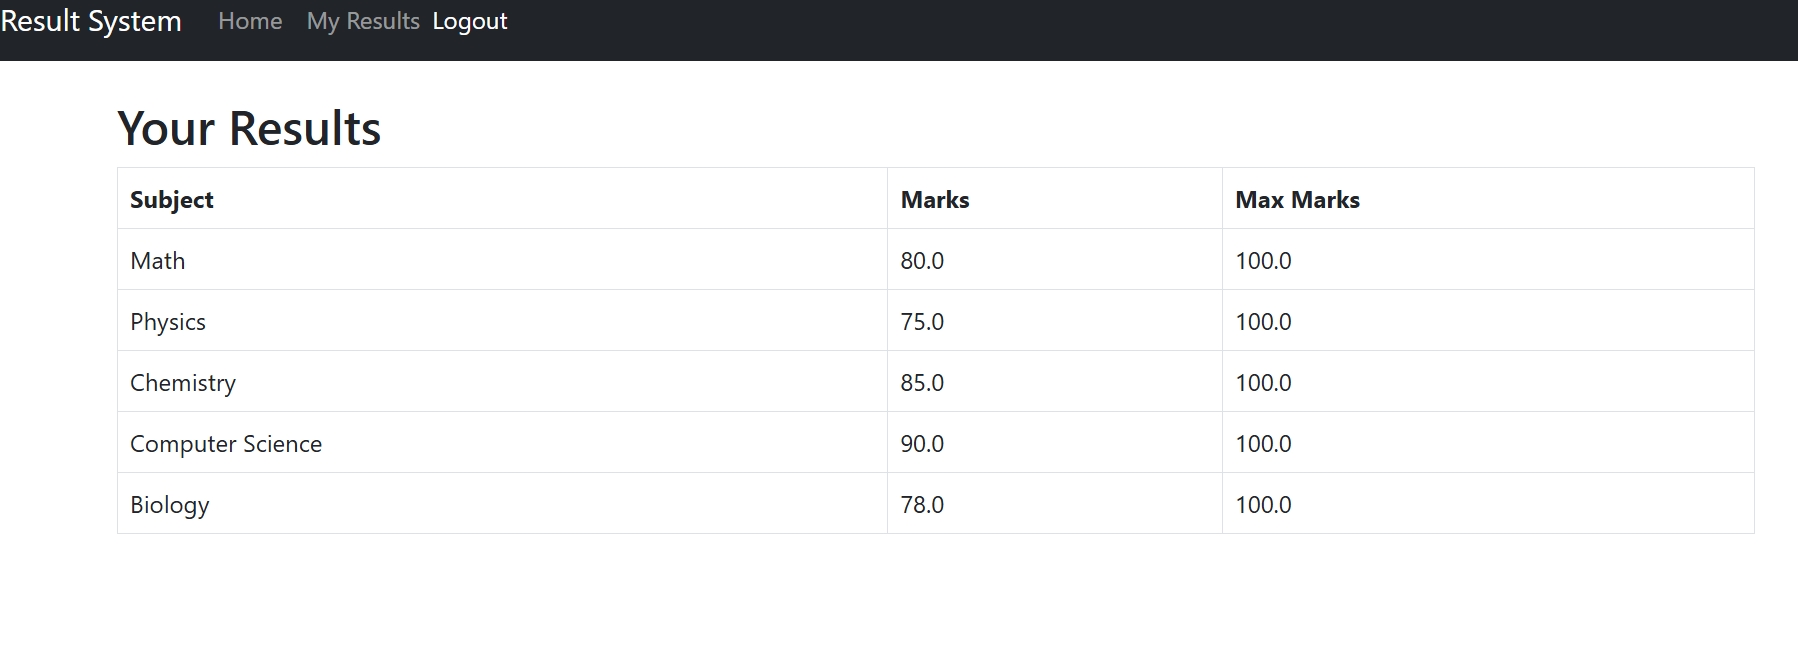 Result System Home My Results Logout
Your Results
Subject Marks Max Marks
Math 80.0 100.0
Physics 75.0 100.0
Chemistry 85.0 100.0
Computer Science 90.0 100.0
Biology 78.0 100.0